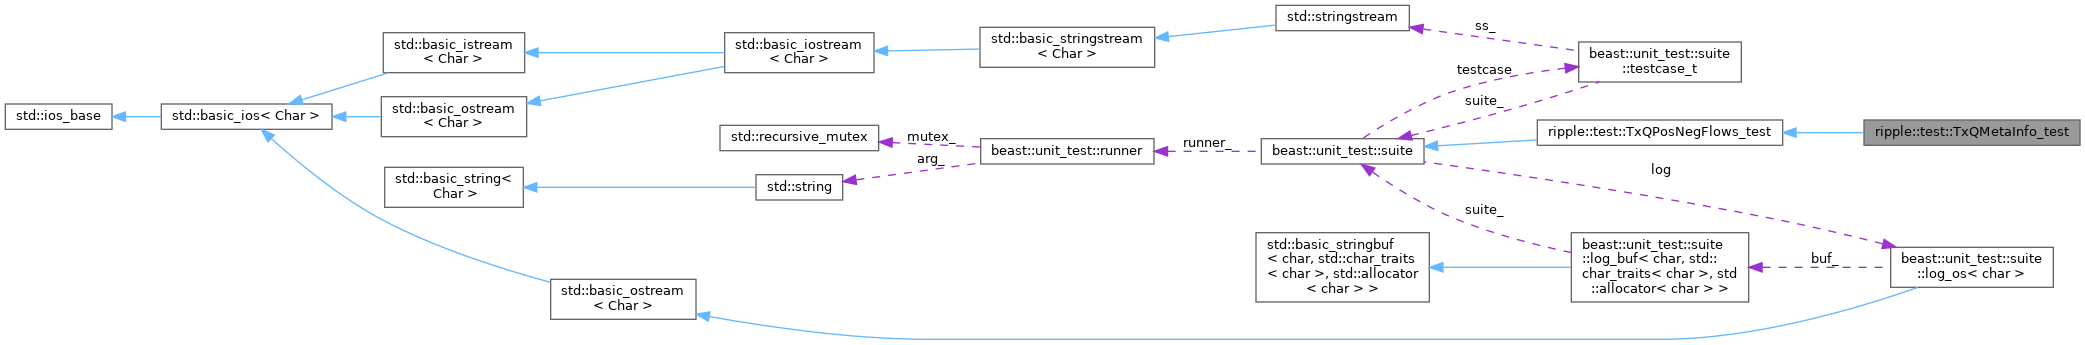 std::stringstream
ss_
std::basic_istream
< Char >
std::basic_iostream
< Char >
std::basic_stringstream
< Char >
beast::unit_test::suite
::testcase_t
testcase
suite_
std::ios_base
std::basic_ios< Char >
std::basic_ostream
< Char >
std::recursive_mutex
mutex_
arg_
beast::unit_test::runner
runner_
beast::unit_test::suite
ripple::test::TxQPosNegFlows_test
ripple::test::TxQMetaInfo_test
std::basic_string<
Char >
std::string
log
suite_
std::basic_stringbuf
< char, std::char_traits
< char >, std::allocator
< char > >
beast::unit_test::suite
::log_buf< char, std::
char_traits< char >, std
::allocator< char > >
buf_
beast::unit_test::suite
::log_os< char >
std::basic_ostream
< Char >